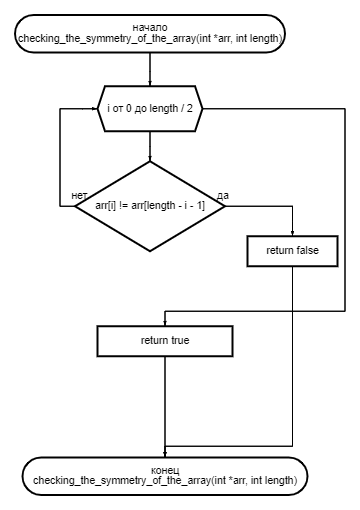 начало
checking_the_symmetry_of_the_array(int *arr, int length)
i от 0 до length / 2
нет
да
arr[i] != arr[length - i - 1]
return false
return true
конец
checking_the_symmetry_of_the_array(int *arr, int length)